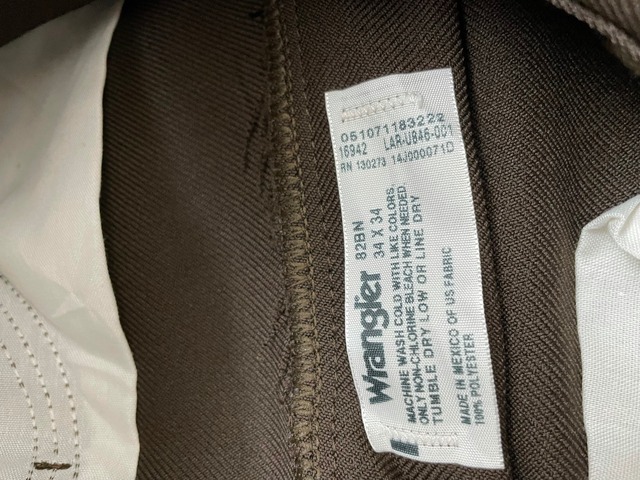 051071183222
16942 LAR-U846-001
RN 130273 14J000071D
Wrangler
82BN
34 X 34
MACHINE WASH COLD WITH LIKE COLORS.
ONLY NON-CHLORINE BLEACH WHEN NEEDED.
TUMBLE DRY LOW OR LINE DRY
MADE IN MEXICO OF US FABRIC
100% POLYESTER